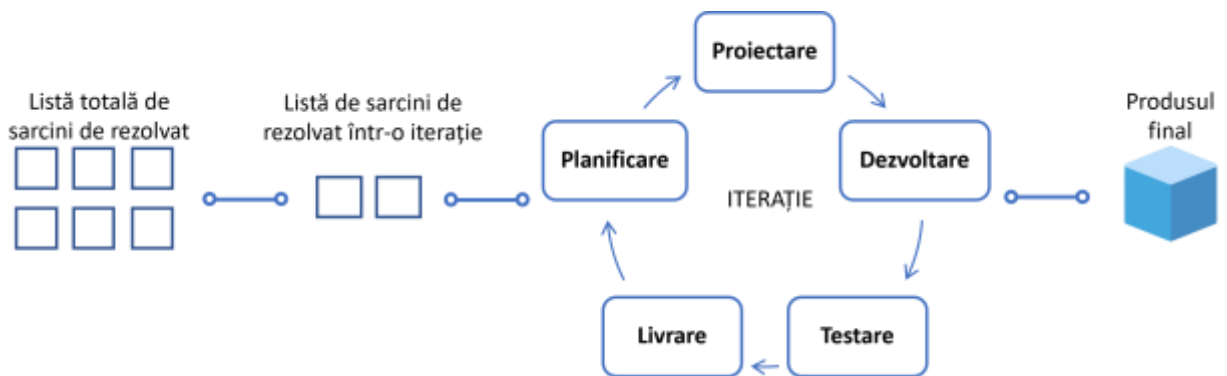 Proiectare
Listă totală de
sarcini de rezolvat
Listă de sarcini de
rezolvat într-o iterație
Produsul
final
Planificare
Dezvoltare
ITERAȚIE
Livrare
Testare